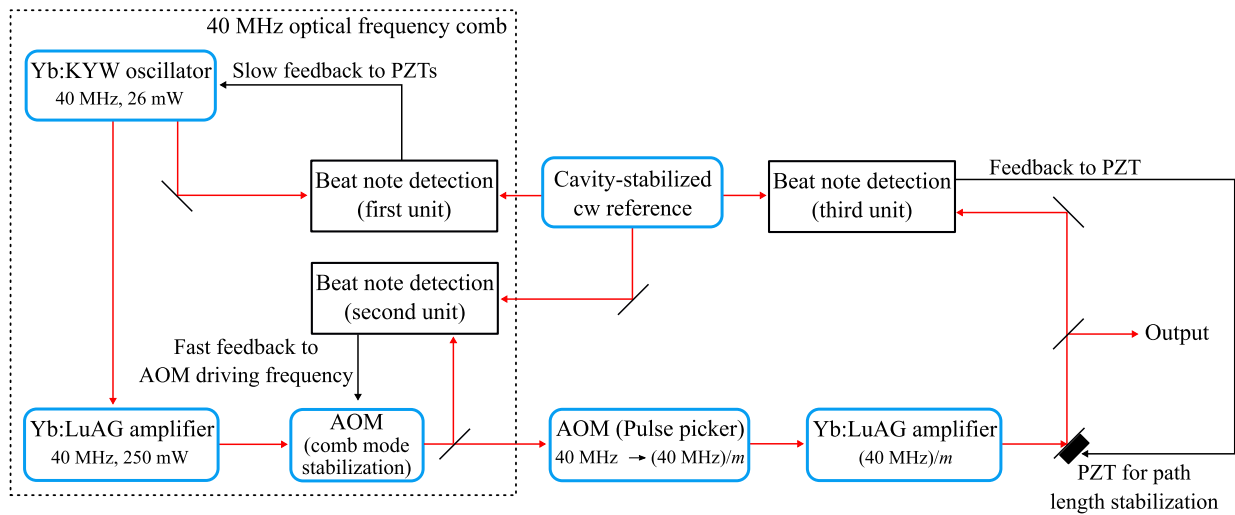 40 MHz optical frequency comb
Yb:KYW oscillator
40 MHz, 26 mW
Slow feedback to PZTs
Beat note detection
(first unit)
Cavity-stabilized
cw reference
Beat note detection
(third unit)
Feedback to PZT
Beat note detection
(second unit)
Output
Fast feedback to
AOM driving frequency
Yb:LuAG amplifier
40 MHz, 250 mW
AOM
(comb mode
stabilization)
AOM (Pulse picker)
40 MHz → (40 MHz)/m
Yb:LuAG amplifier
(40 MHz)/m
PZT for path
length stabilization